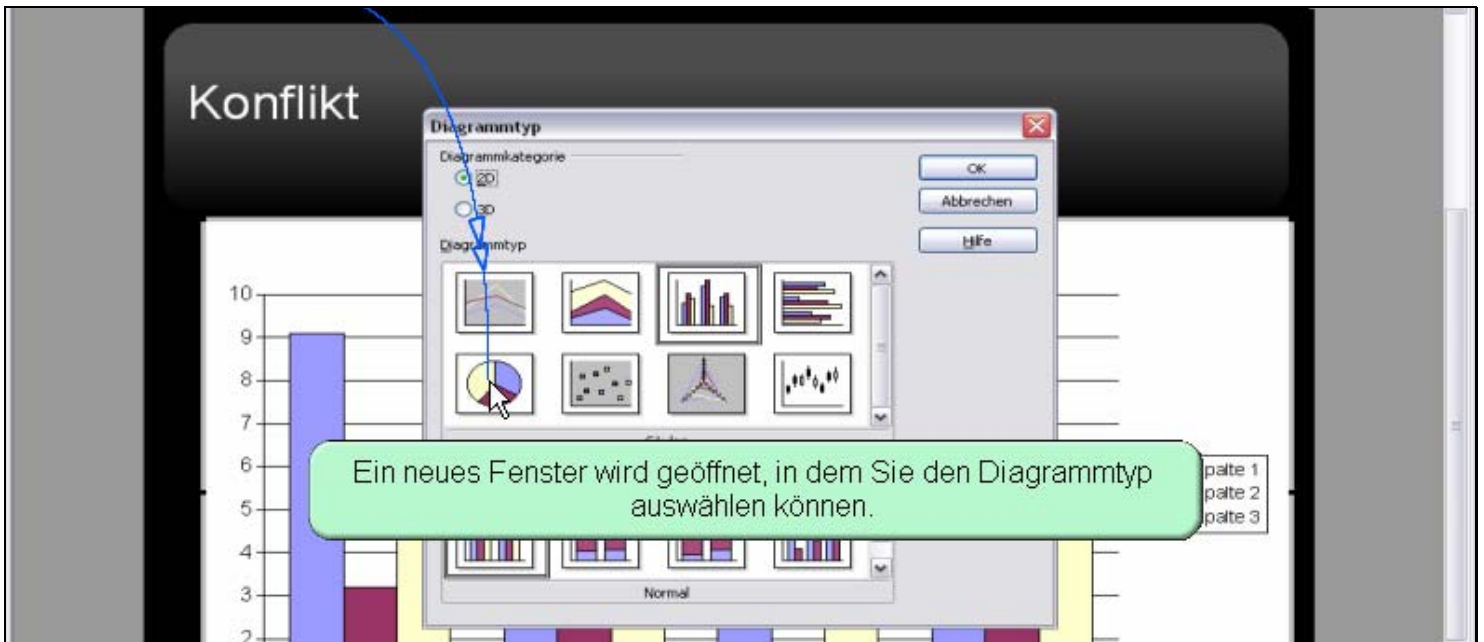 Konflikt
Diagrammtyp
Diagrammkategorie
2D
3D
OK
Abbrechen
Hilfe
Diagrammtyp
10
9
8
7
6
5
4
3
2
Ein neues Fenster wird geöffnet, in dem Sie den Diagrammtyp
auswählen können.
palte 1
palte 2
palte 3
Normal